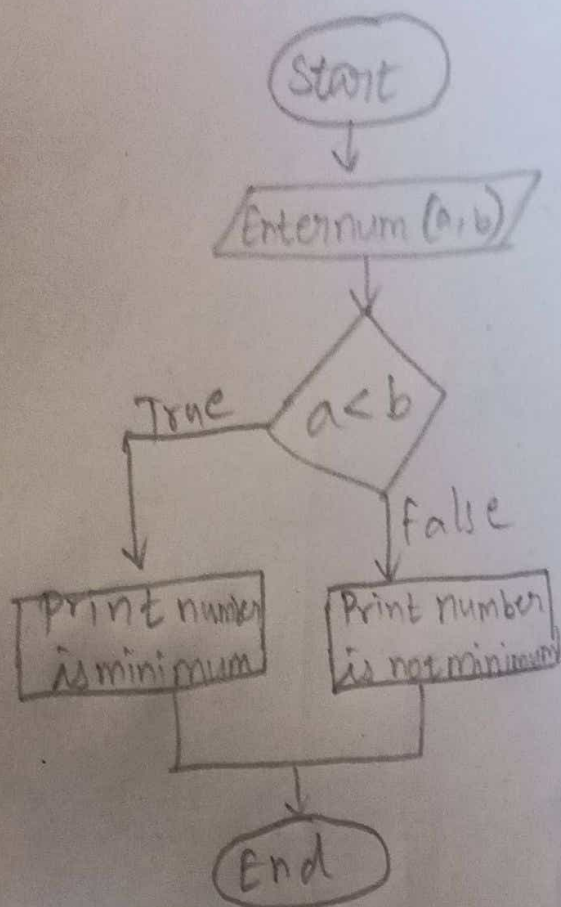 Start
Enternum (a, b)
a < b
True
false
Print number
is minimum
Print number
is not minimum
End